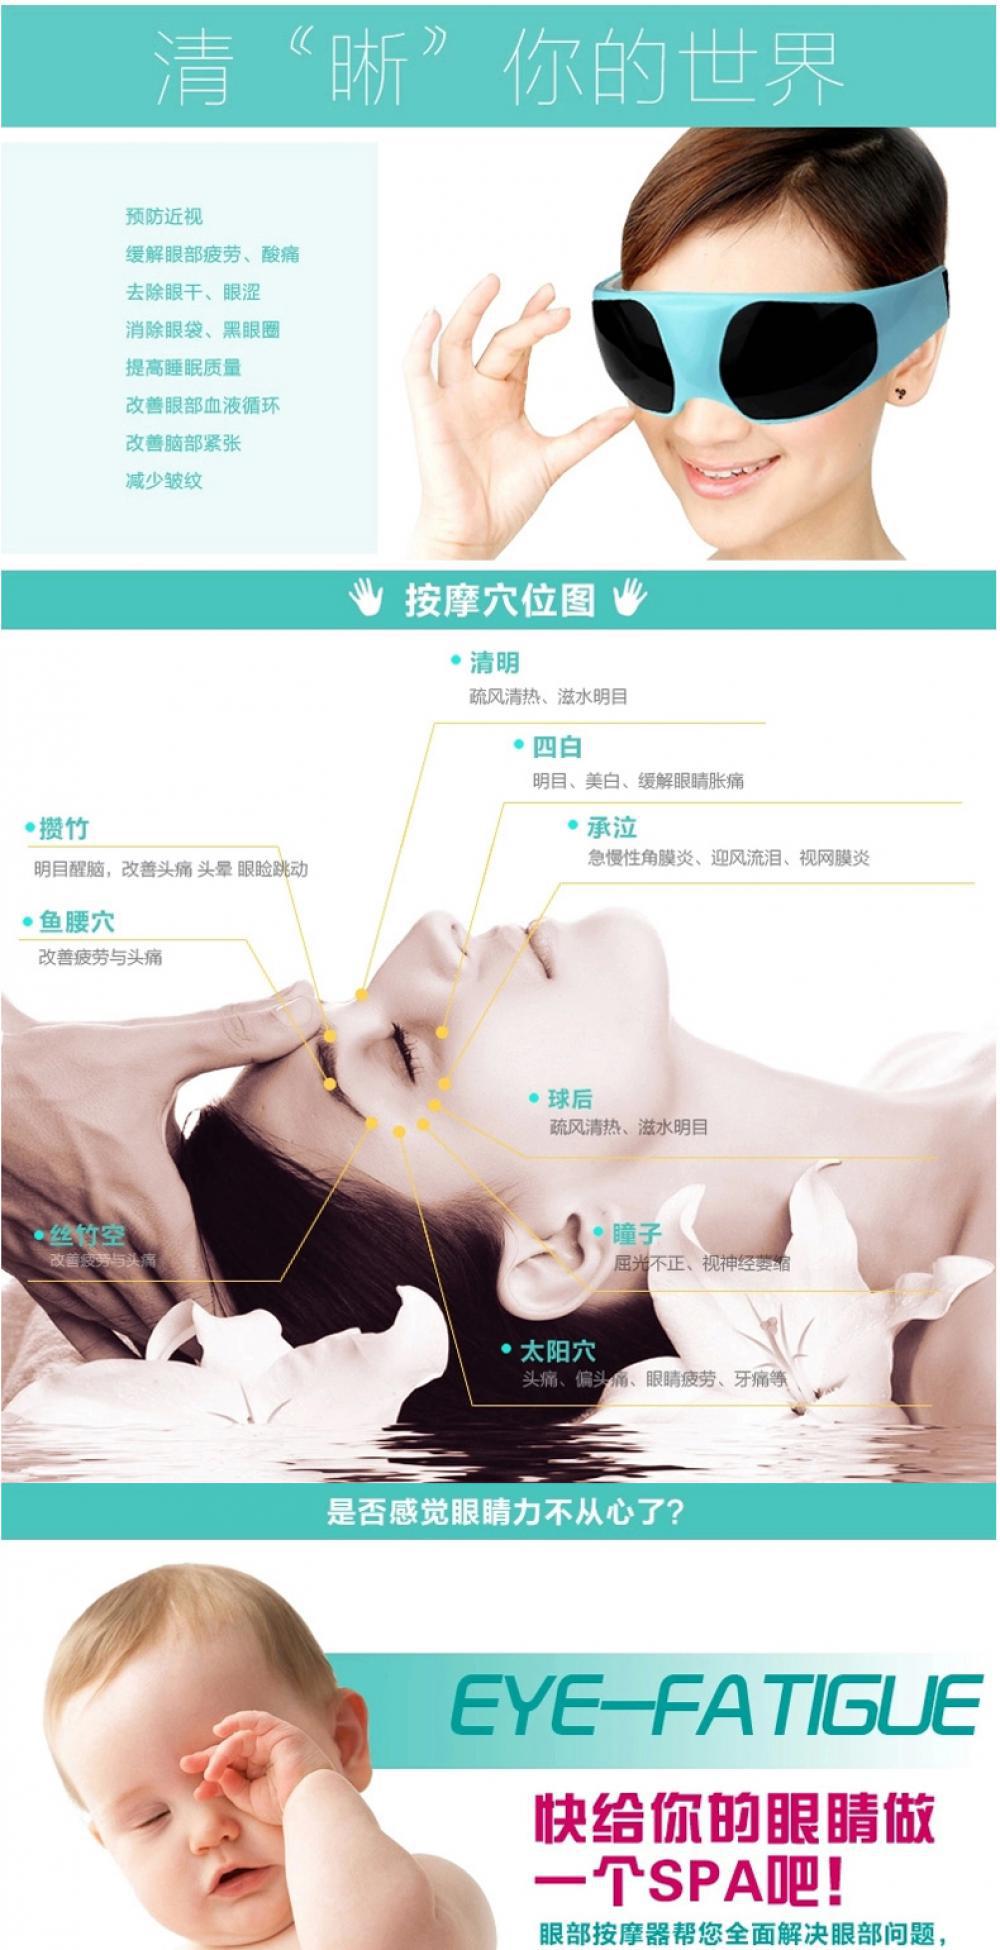 清“晰”你的世界
预防近视
缓解眼部疲劳、酸痛
去除眼干、眼涩
消除眼袋、黑眼圈
提高睡眠质量
改善眼部血液循环
改善脑部紧张
减少皱纹
按摩穴位图
清明
疏风清热、滋水明目
四白
明目、美白、缓解眼睛胀痛
攒竹
明目醒脑，改善头痛 头晕 眼睑跳动
承泣
急慢性角膜炎、迎风流泪、视网膜炎
鱼腰穴
改善疲劳与头痛
球后
疏风清热、滋水明目
丝竹空
改善疲劳与头痛
瞳子
屈光不正、视神经萎缩
太阳穴
头痛、偏头痛、眼睛疲劳、牙痛等
是否感觉眼睛力不从心了？
EYE-FATIGUE
快给你的眼睛做
一个SPA吧！
眼部按摩器帮您全面解决眼部问题，